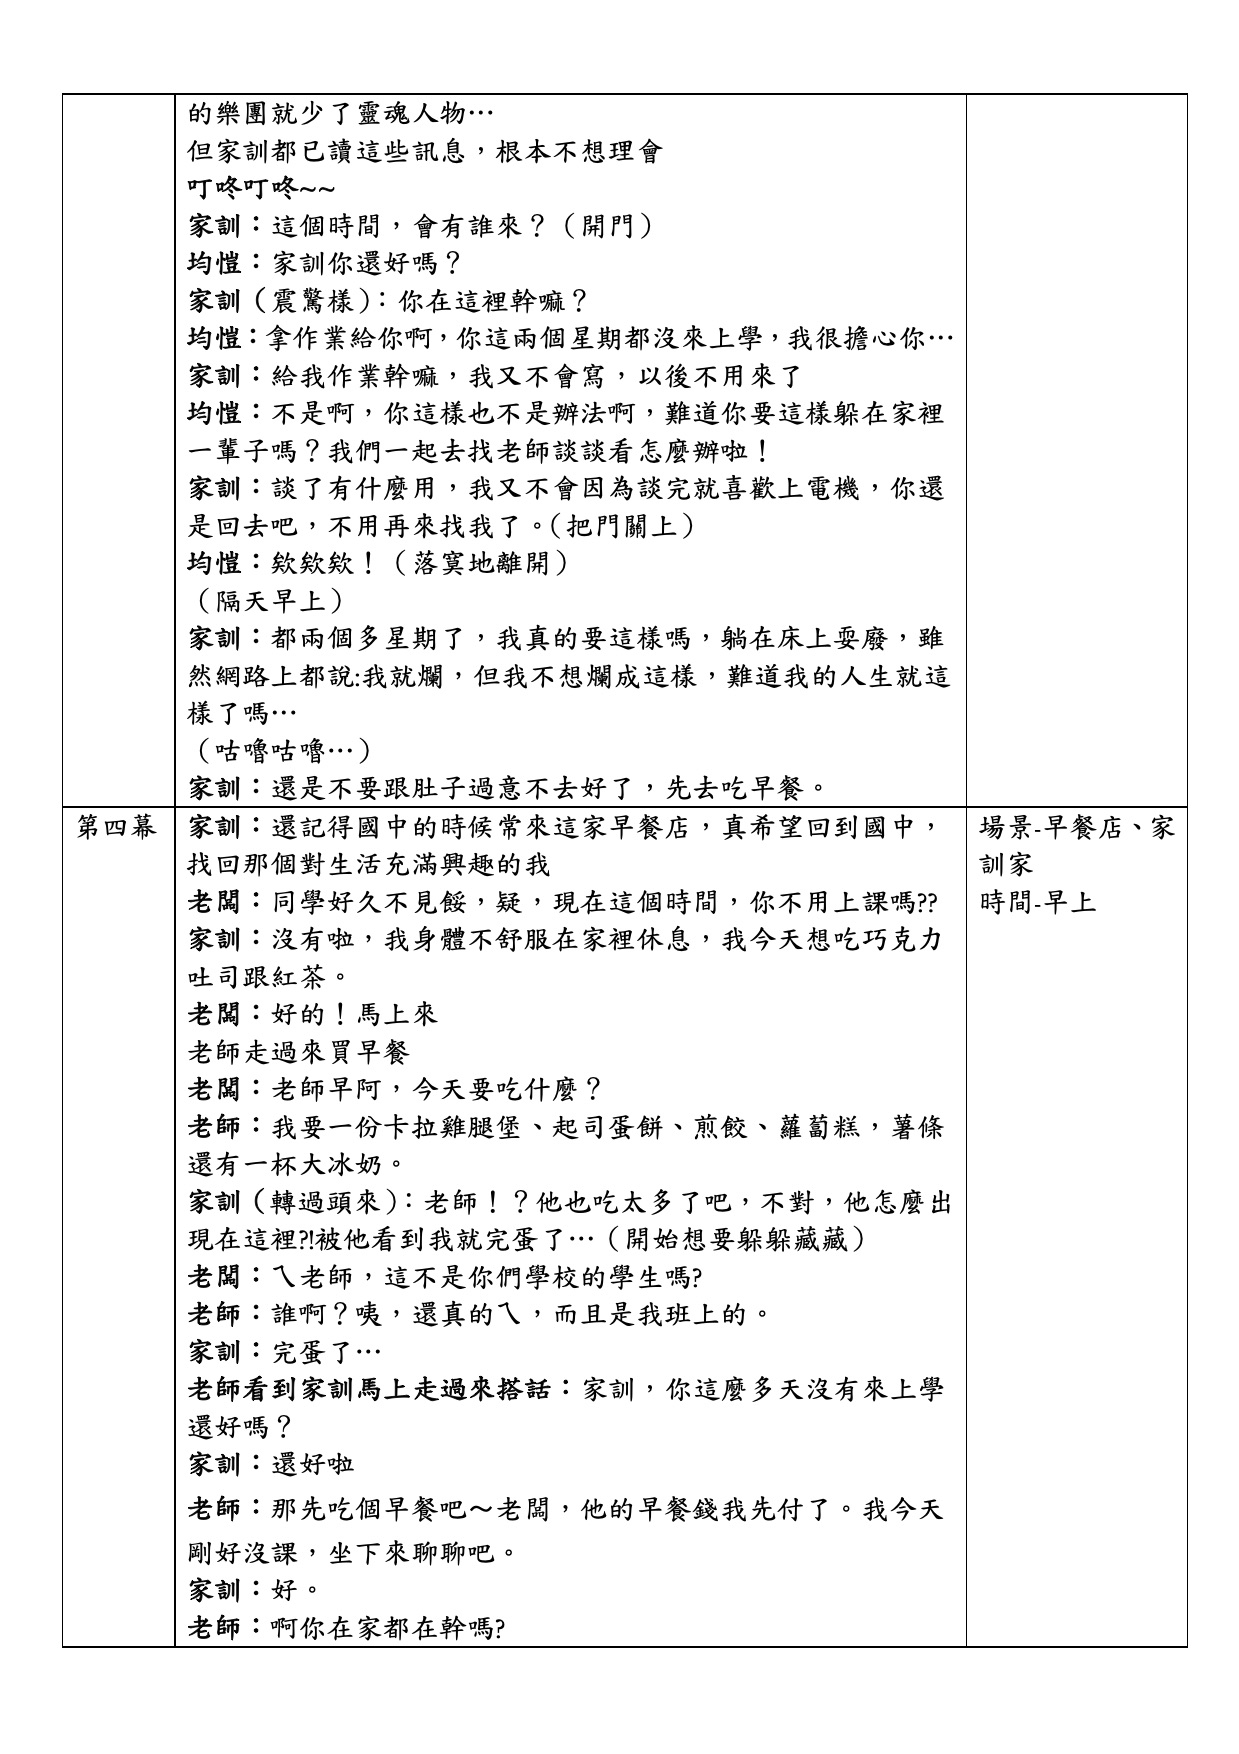 的樂團就少了靈魂人物…
但家訓都已讀這些訊息，根本不想理會
叮咚叮咚~~
家訓：這個時間，會有誰來？（開門）
均愷：家訓你還好嗎？
家訓（震驚樣）：你在這裡幹嘛？
均愷：拿作業給你啊，你這兩個星期都沒來上學，我很擔心你…
家訓：給我作業幹嘛，我又不會寫，以後不用來了
均愷：不是啊，你這樣也不是辦法啊，難道你要這樣躲在家裡
一輩子嗎？我們一起去找老師談談看怎麼辦啦！
家訓：談了有什麼用，我又不會因為談完就喜歡上電機，你還
是回去吧，不用再來找我了。（把門關上）
均愷：欸欸欸！（落寞地離開）
（隔天早上）
家訓：都兩個多星期了，我真的要這樣嗎，躺在床上耍廢，雖
然網路上都說:我就爛，但我不想爛成這樣，難道我的人生就這
樣了嗎…
（咕嚕咕嚕…）
家訓：還是不要跟肚子過意不去好了，先去吃早餐。
第四幕
家訓：還記得國中的時候常來這家早餐店，真希望回到國中，
找回那個對生活充滿興趣的我
老闆：同學好久不見餒，疑，現在這個時間，你不用上課嗎??
家訓：沒有啦，我身體不舒服在家裡休息，我今天想吃巧克力
吐司跟紅茶。
老闆：好的！馬上來
老師走過來買早餐
老闆：老師早阿，今天要吃什麼？
老師：我要一份卡拉雞腿堡、起司蛋餅、煎餃、蘿蔔糕，薯條
還有一杯大冰奶。
家訓（轉過頭來）：老師！？他也吃太多了吧，不對，他怎麼出
現在這裡?!被他看到我就完蛋了…（開始想要躲躲藏藏）
老闆：ㄟ老師，這不是你們學校的學生嗎?
老師：誰啊？咦，還真的ㄟ，而且是我班上的。
家訓：完蛋了…
老師看到家訓馬上走過來搭話：家訓，你這麼多天沒有來上學
還好嗎？
家訓：還好啦
老師：那先吃個早餐吧～老闆，他的早餐錢我先付了。我今天
剛好沒課，坐下來聊聊吧。
家訓：好。
老師：啊你在家都在幹嗎?
場景-早餐店、家
訓家
時間-早上